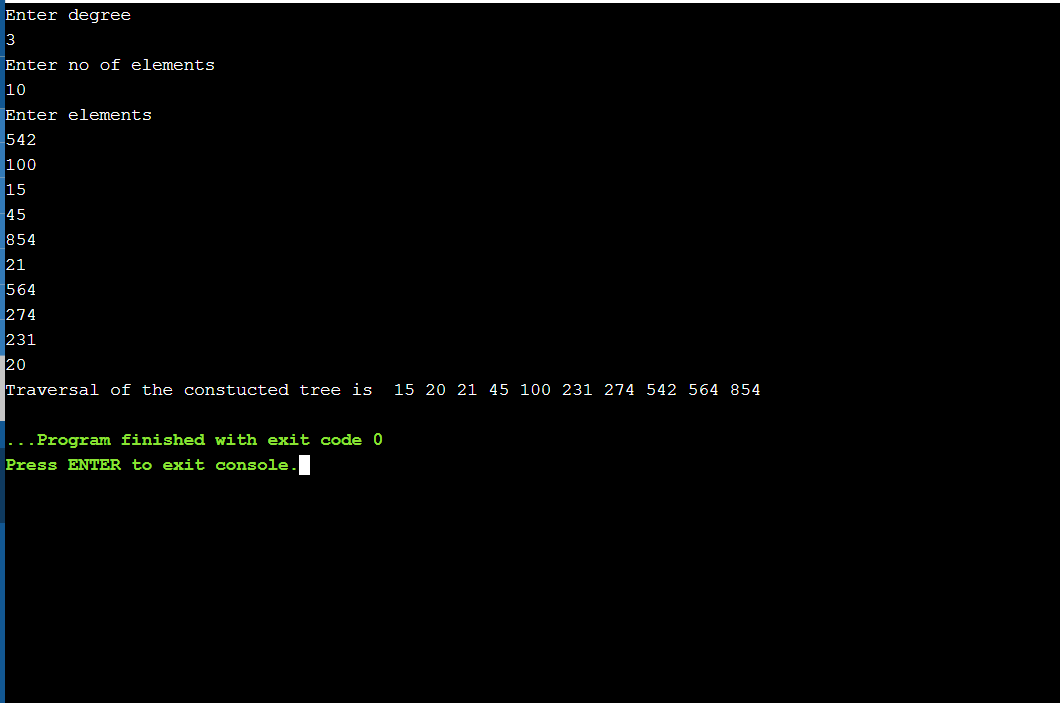 Enter degree
3
Enter no of elements
10
Enter elements
542
100
15
45
854
21
564
274
231
20
Traversal of the constucted tree is  15 20 21 45 100 231 274 542 564 854
...Program finished with exit code 0
Press ENTER to exit console.